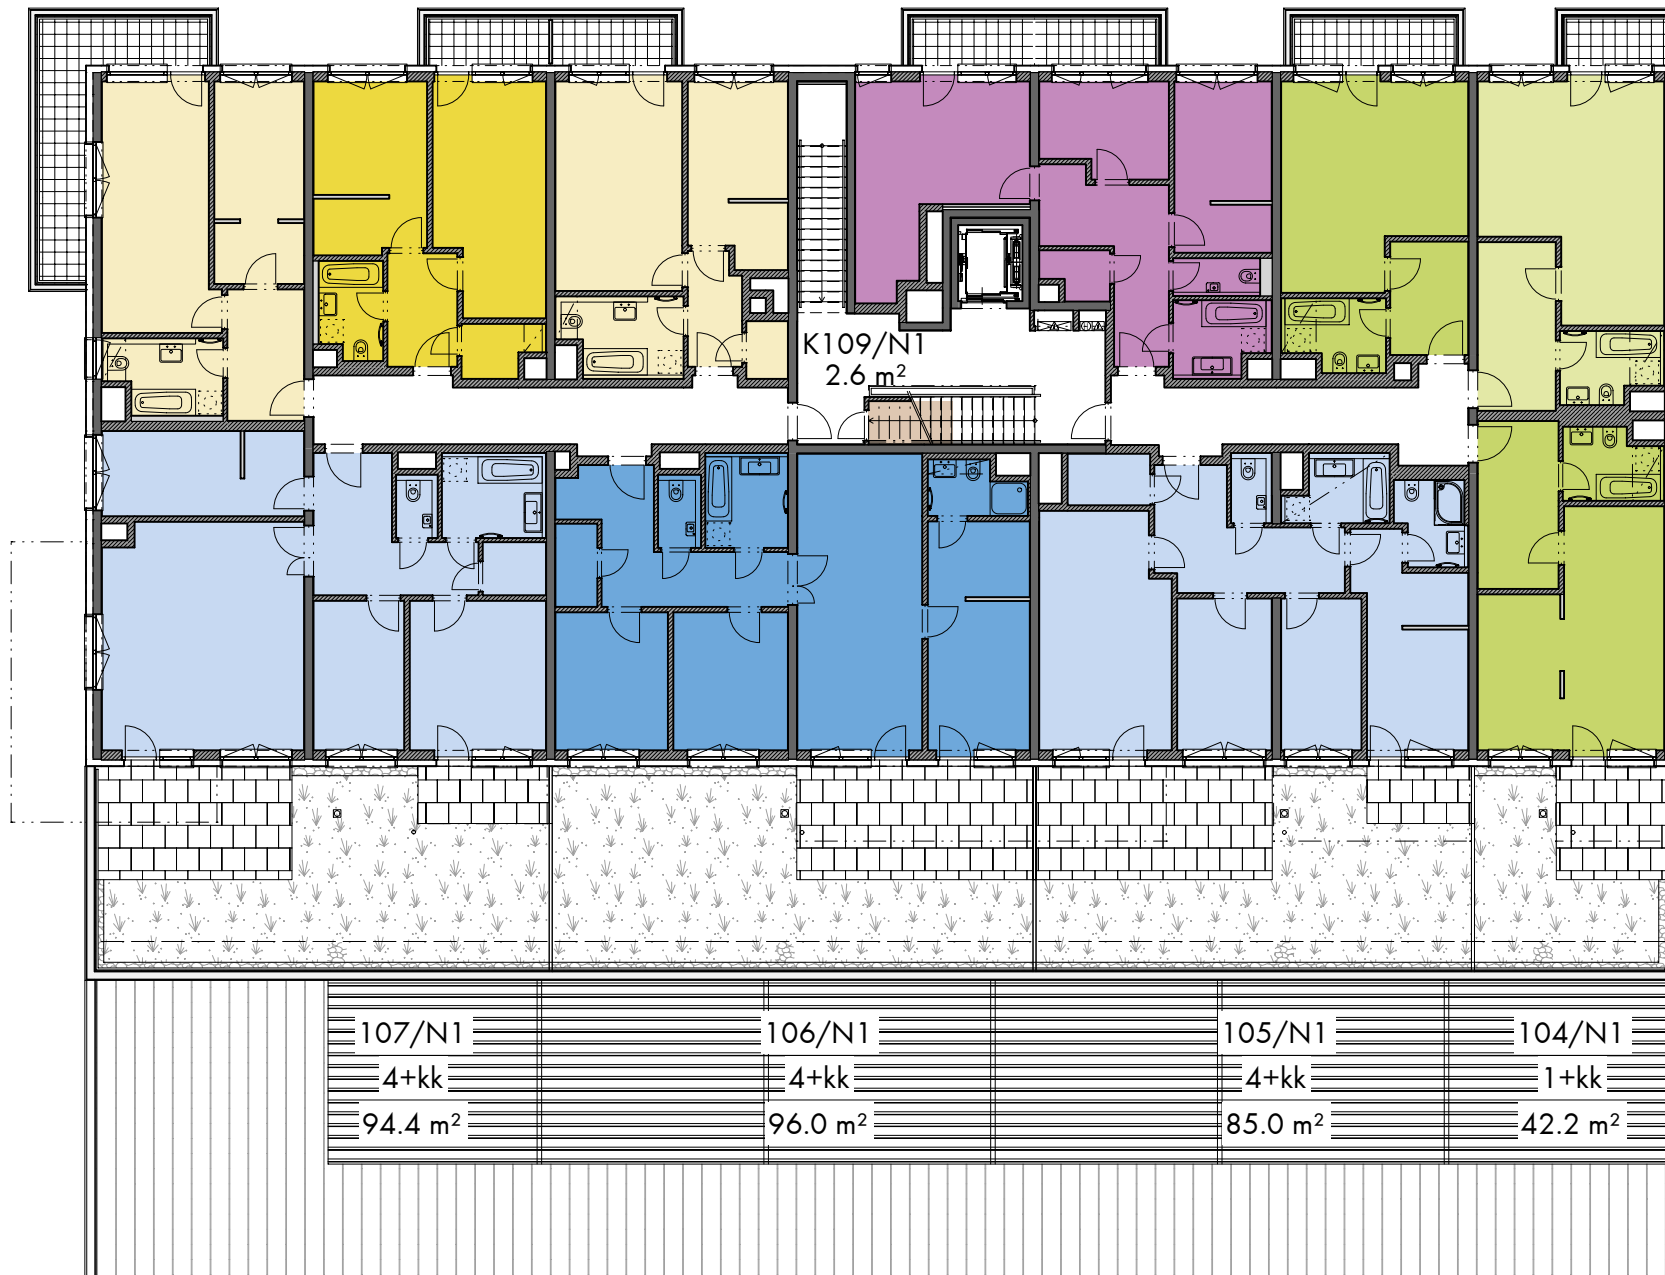 K109/N1
2.6 m²
107/N1
4+kk
94.4 m²
106/N1
4+kk
96.0 m²
105/N1
4+kk
85.0 m²
104/N1
1+kk
42.2 m²